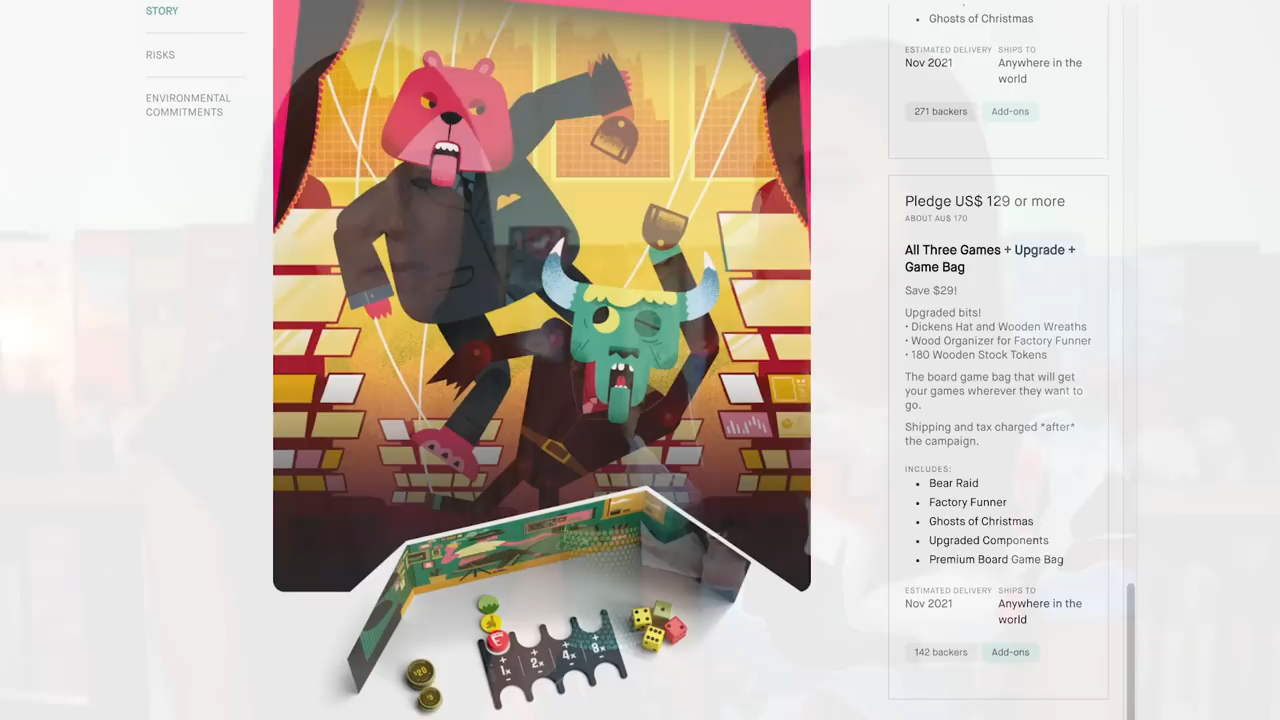 STORY
RISKS
ENVIRONMENTAL
COMMITMENTS
Ghosts of Christmas
ESTIMATED DELIVERY
Nov 2021
SHIPS TO
Anywhere in the
world
271 backers
Add-ons
Pledge US$ 129 or more
ABOUT AU$ 170
All Three Games + Upgrade +
Game Bag
Save $29!
Upgraded bits!
• Dickens Hat and Wooden Wreaths
• Wood Organizer for Factory Funner
• 180 Wooden Stock Tokens
The board game bag that will get
your games wherever they want to
go.
Shipping and tax charged *after*
the campaign.
INCLUDES:
• Bear Raid
• Factory Funner
• Ghosts of Christmas
• Upgraded Components
• Premium Board Game Bag
ESTIMATED DELIVERY
Nov 2021
SHIPS TO
Anywhere in the
world
142 backers
Add-ons
E
+ + + +
1x 2x 4x 8x
- - - -
$20